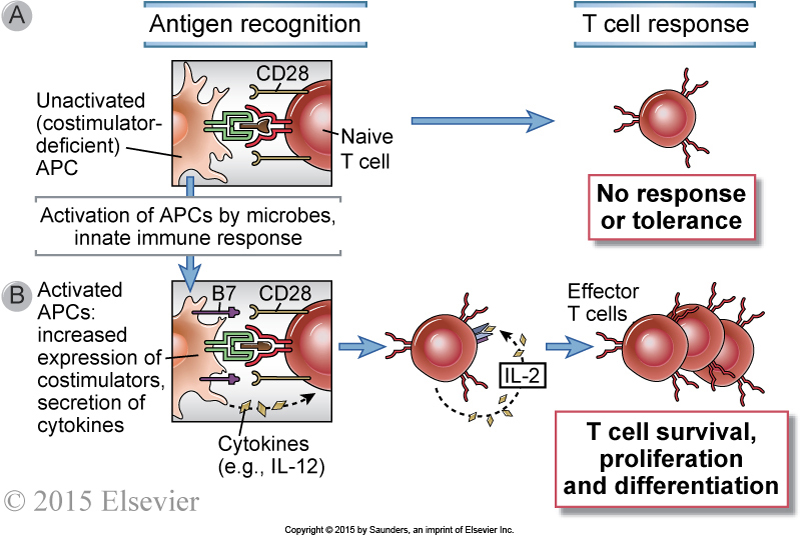 A
Antigen recognition
T cell response
CD28
Unactivated
(costimulator-
deficient)
APC
Naive
T cell
No response
or tolerance
Activation of APCs by microbes,
innate immune response
B
Activated
APCs:
increased
expression of
costimulators,
secretion of
cytokines
B7
CD28
Cytokines
(e.g., IL-12)
IL-2
Effector
T cells
T cell survival,
proliferation
and differentiation
© 2015 Elsevier
Copyright © 2015 by Saunders, an imprint of Elsevier Inc.